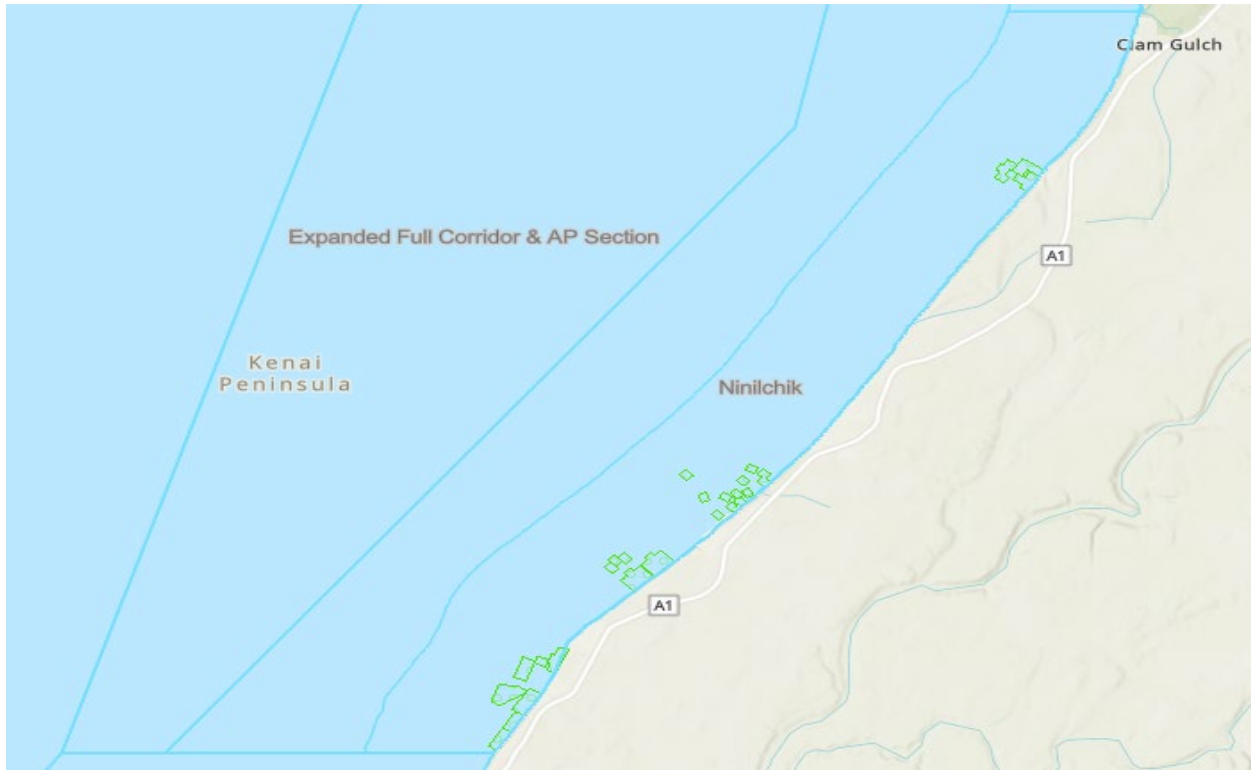 Clam Gulch
Expanded Full Corridor & AP Section
A1
Kenai
Peninsula
Ninilchik
A1